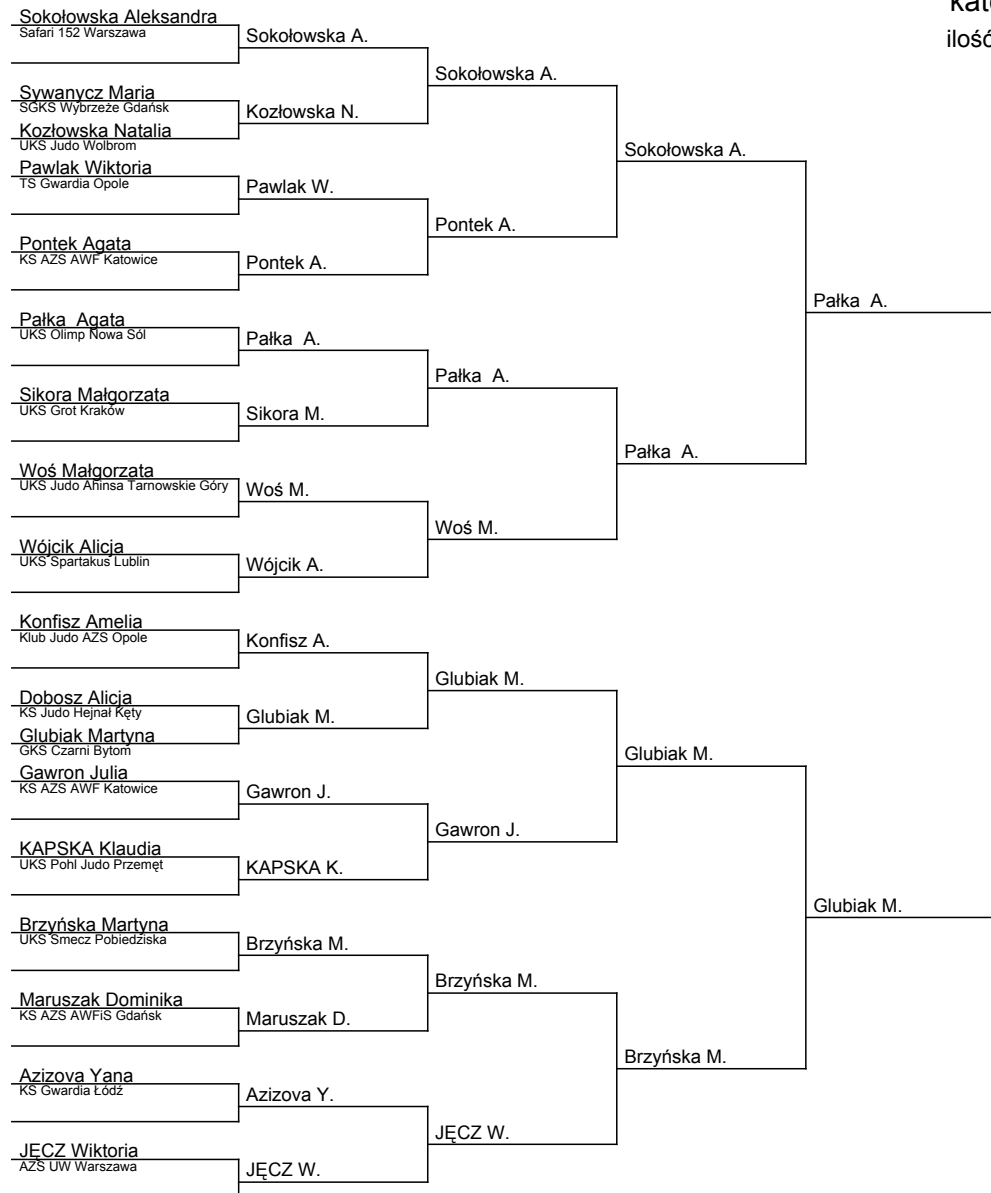 kat
ilość
Sokołowska Aleksandra
Safari 152 Warszawa
Sokołowska A.
Sokołowska A.
Sywanycz Maria
SGKS Wybrzeże Gdańsk
Kozłowska N.
Kozłowska Natalia
UKS Judo Wolbrom
Sokołowska A.
Pawlak Wiktoria
TS Gwardia Opole
Pawlak W.
Pontek A.
Pontek Agata
KS AZS AWF Katowice
Pontek A.
Pałka A.
Pałka Agata
UKS Olimp Nowa Sól
Pałka A.
Pałka A.
Sikora Małgorzata
UKS Grot Kraków
Sikora M.
Pałka A.
Woś Małgorzata
UKS Judo Ahinsa Tarnowskie Góry
Woś M.
Woś M.
Wójcik Alicja
UKS Spartakus Lublin
Wójcik A.
Konfisz Amelia
Klub Judo AZS Opole
Konfisz A.
Glubiak M.
Dobosz Alicja
KS Judo Hejnał Kęty
Glubiak M.
Glubiak Martyna
GKS Czarni Bytom
Glubiak M.
Gawron Julia
KS AZS AWF Katowice
Gawron J.
Gawron J.
KAPSKA Klaudia
UKS Pohl Judo Przemęt
KAPSKA K.
Glubiak M.
Brzyńska Martyna
UKS Smecz Pobiedziska
Brzyńska M.
Brzyńska M.
Maruszak Dominika
KS AZS AWFiS Gdańsk
Maruszak D.
Brzyńska M.
Azizova Yana
KS Gwardia Łódź
Azizova Y.
JĘCZ W.
JĘCZ Wiktoria
AZS UW Warszawa
JĘCZ W.